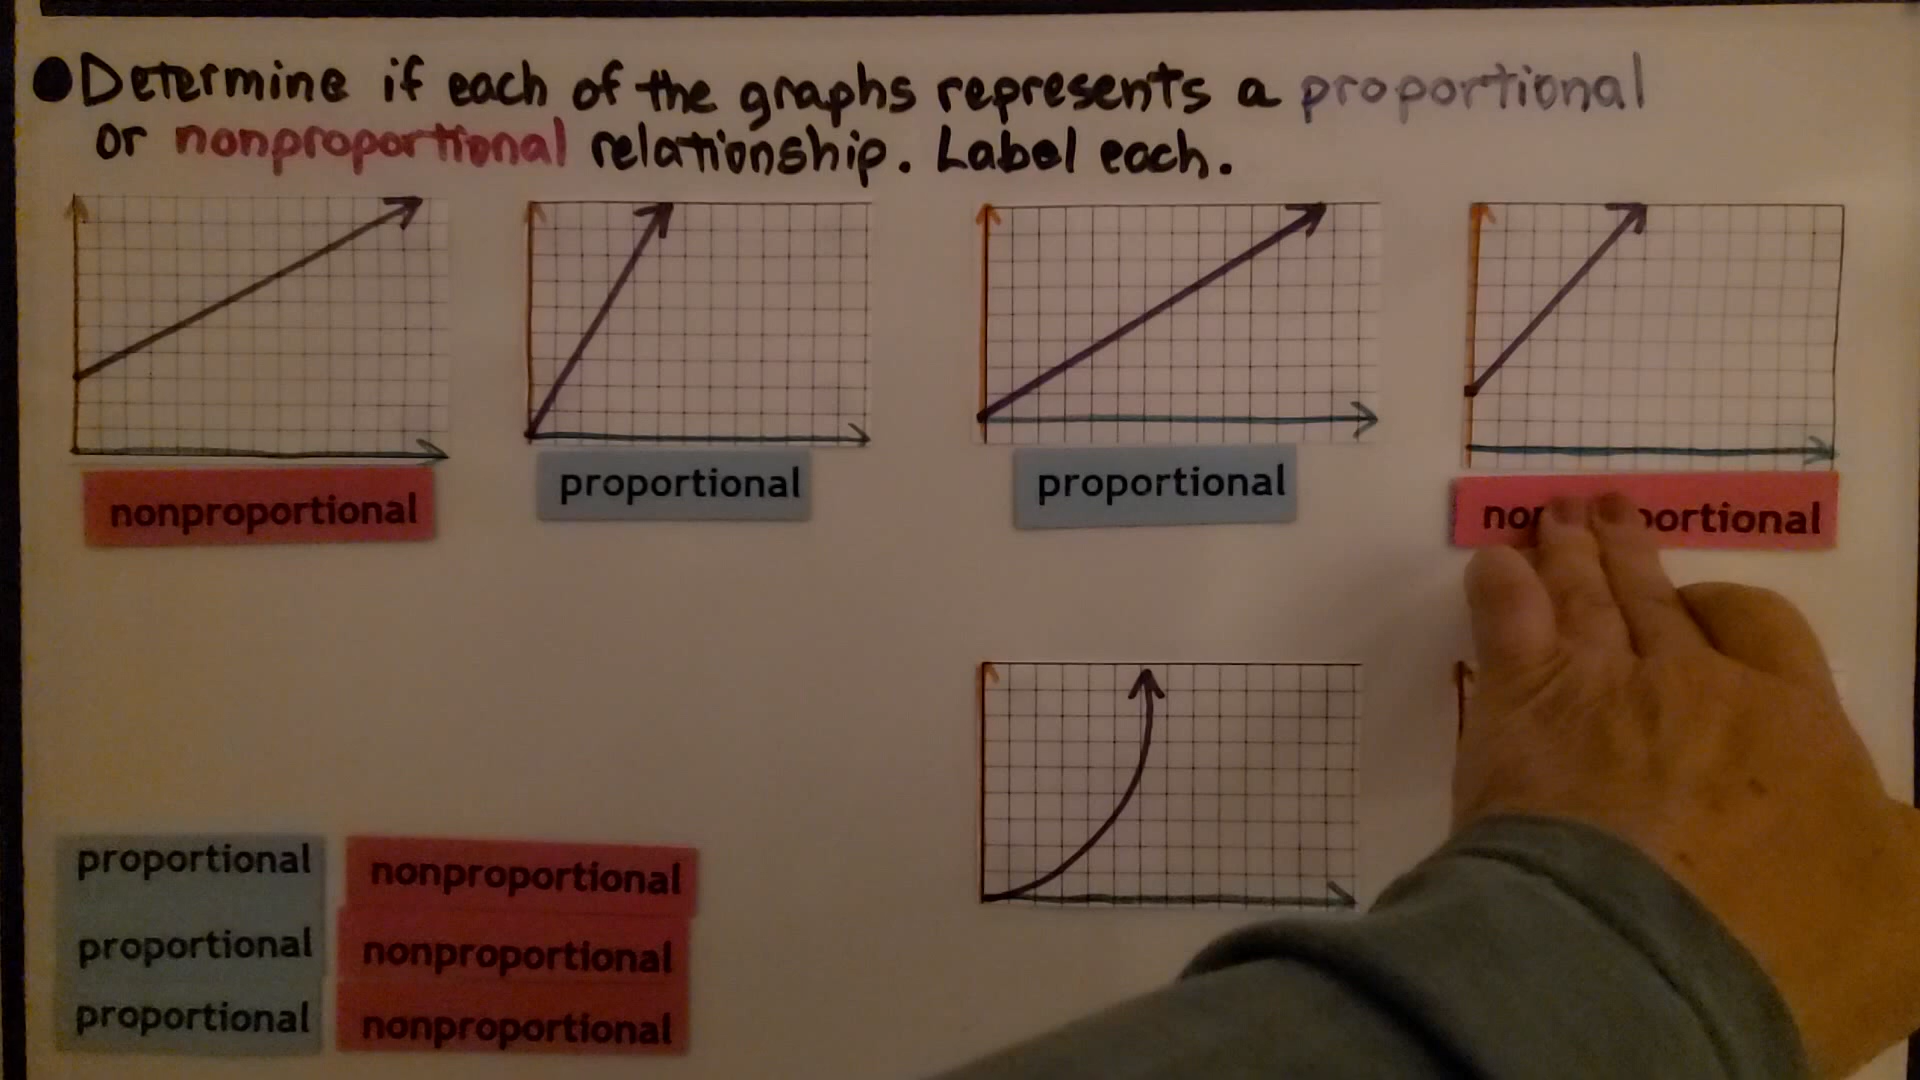 Determine if each of the graphs represents a proportional
or nonproportional relationship. Label each.
nonproportional
proportional
proportional
proportional
proportional
proportional
nonproportional
nonproportional
nonproportional